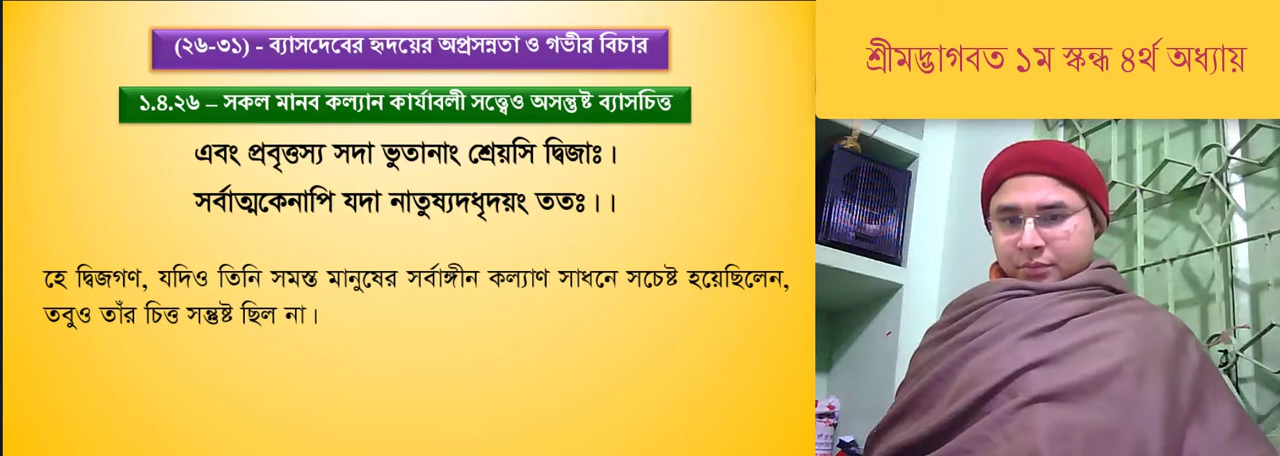 (২৬-৩১) - ব্যাসদেবের হৃদয়ের অপ্রসন্নতা ও গভীর বিচার
১.৪.২৬ – সকল মানব কল্যান কার্যাবলী সত্ত্বেও অসন্তুষ্ট ব্যাসচিত্ত
এবং প্রবৃত্তস্য সদা ভুতানাং শ্রেয়সি দ্বিজাঃ।
সর্বাত্মকেনাপি যদা নাতুষ্যদধৃদয়ং ততঃ।।
হে দ্বিজগণ, যদিও তিনি সমস্ত মানুষের সর্বাঙ্গীন কল্যাণ সাধনে সচেষ্ট হয়েছিলেন,
তবুও তাঁর চিত্ত সন্তুষ্ট ছিল না।
শ্রীমদ্ভাগবত ১ম স্কন্ধ ৪র্থ অধ্যায়